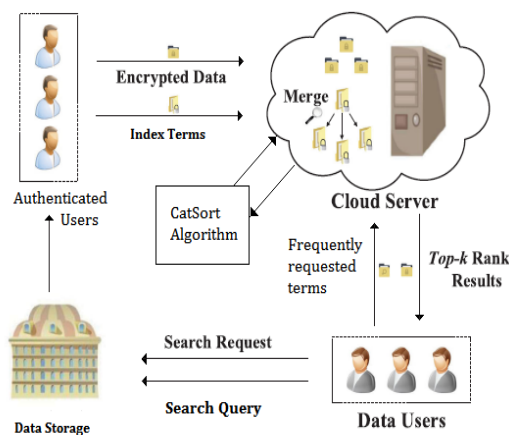 Encrypted Data
Index Terms
Merge
Authenticated
Users
CatSort
Algorithm
Cloud Server
Frequently
requested
terms
Top-k Rank
Results
Search Request
Search Query
Data Storage
Data Users